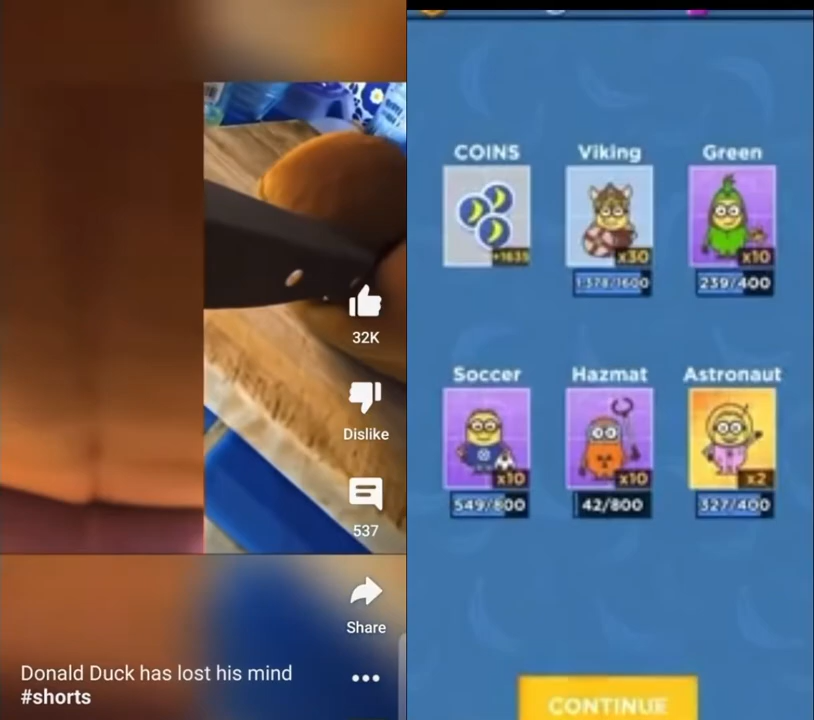 32K
Dislike
537
Share
Donald Duck has lost his mind
#shorts
COINS
Viking
Green
+1635
x30
x10
1378/1600
239/400
Soccer
Hazmat
Astronaut
x10
x10
x2
549/800
42/800
327/400
CONTINUE